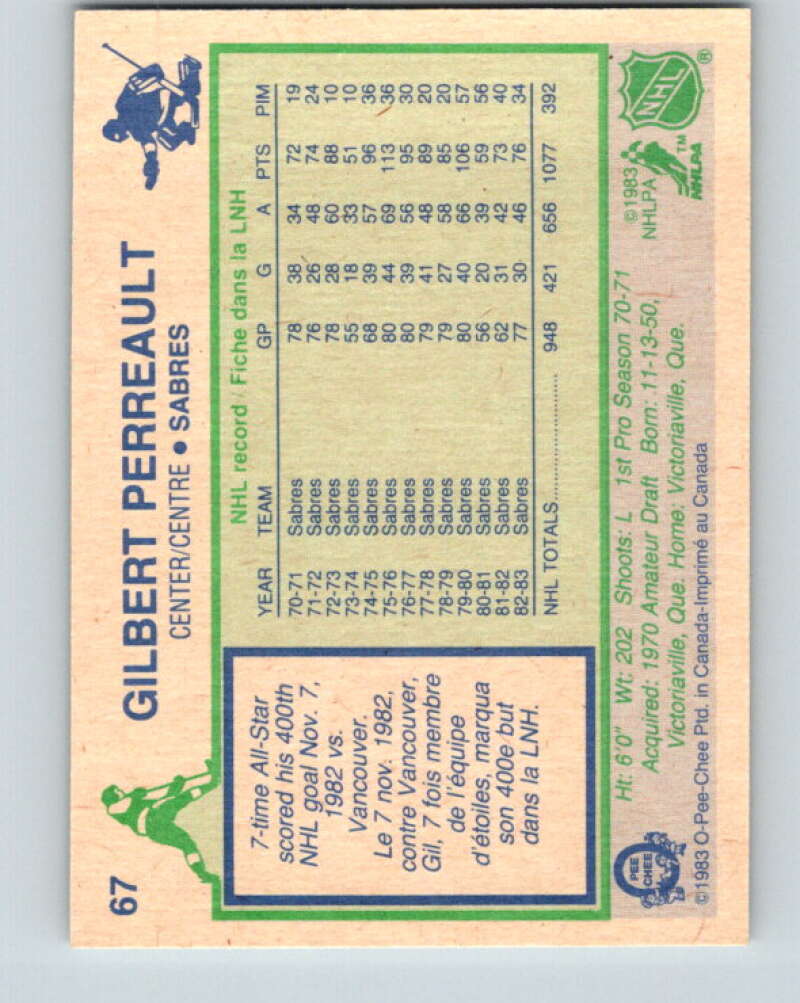 67
GILBERT PERREAULT
CENTER/CENTRE • SABRES
7-time All-Star
scored his 400th
NHL goal Nov. 7,
1982 vs.
Vancouver.
Le 7 nov. 1982,
contre Vancouver,
Gil, 7 fois membre
de l'équipe
d'étoiles, marqua
son 400e but
dans la LNH.
NHL record / Fiche dans la LNH
YEAR TEAM GP G A PTS PIM
70-71 Sabres 78 38 34 72 19
71-72 Sabres 76 26 48 74 24
72-73 Sabres 78 28 60 88 10
73-74 Sabres 55 18 33 51 10
74-75 Sabres 68 39 57 96 36
75-76 Sabres 80 44 69 113 36
76-77 Sabres 80 39 56 95 30
77-78 Sabres 79 41 48 89 20
78-79 Sabres 79 27 58 85 20
79-80 Sabres 80 40 66 106 57
80-81 Sabres 56 20 39 59 56
81-82 Sabres 62 31 42 73 40
82-83 Sabres 77 30 46 76 34
NHL TOTALS 948 421 656 1077 392
Ht: 6'0" Wt: 202 Shoots: L 1st Pro Season 70-71
Acquired: 1970 Amateur Draft Born: 11-13-50,
Victoriaville, Que. Home: Victoriaville, Que.
©1983 O-Pee-Chee Ptd. in Canada-Imprimé au Canada
PEE
CHEE
©1983
NHLPA
NHL ®
TM
NHLPA